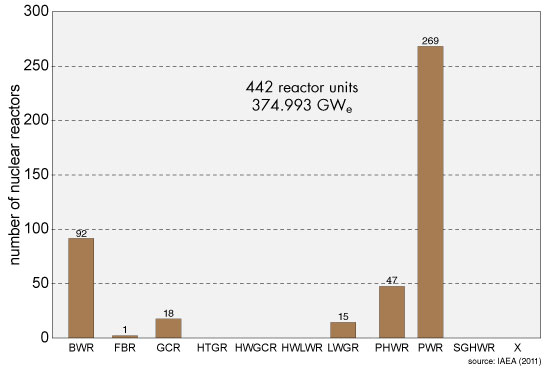 300
250
200
150
100
50
0
number of nuclear reactors
442 reactor units
374.993 GWe
92
1
18
15
47
269
BWR FBR GCR HTGR HWGCR HWLWR LWGR PHWR PWR SGHWR X
source: IAEA (2011)